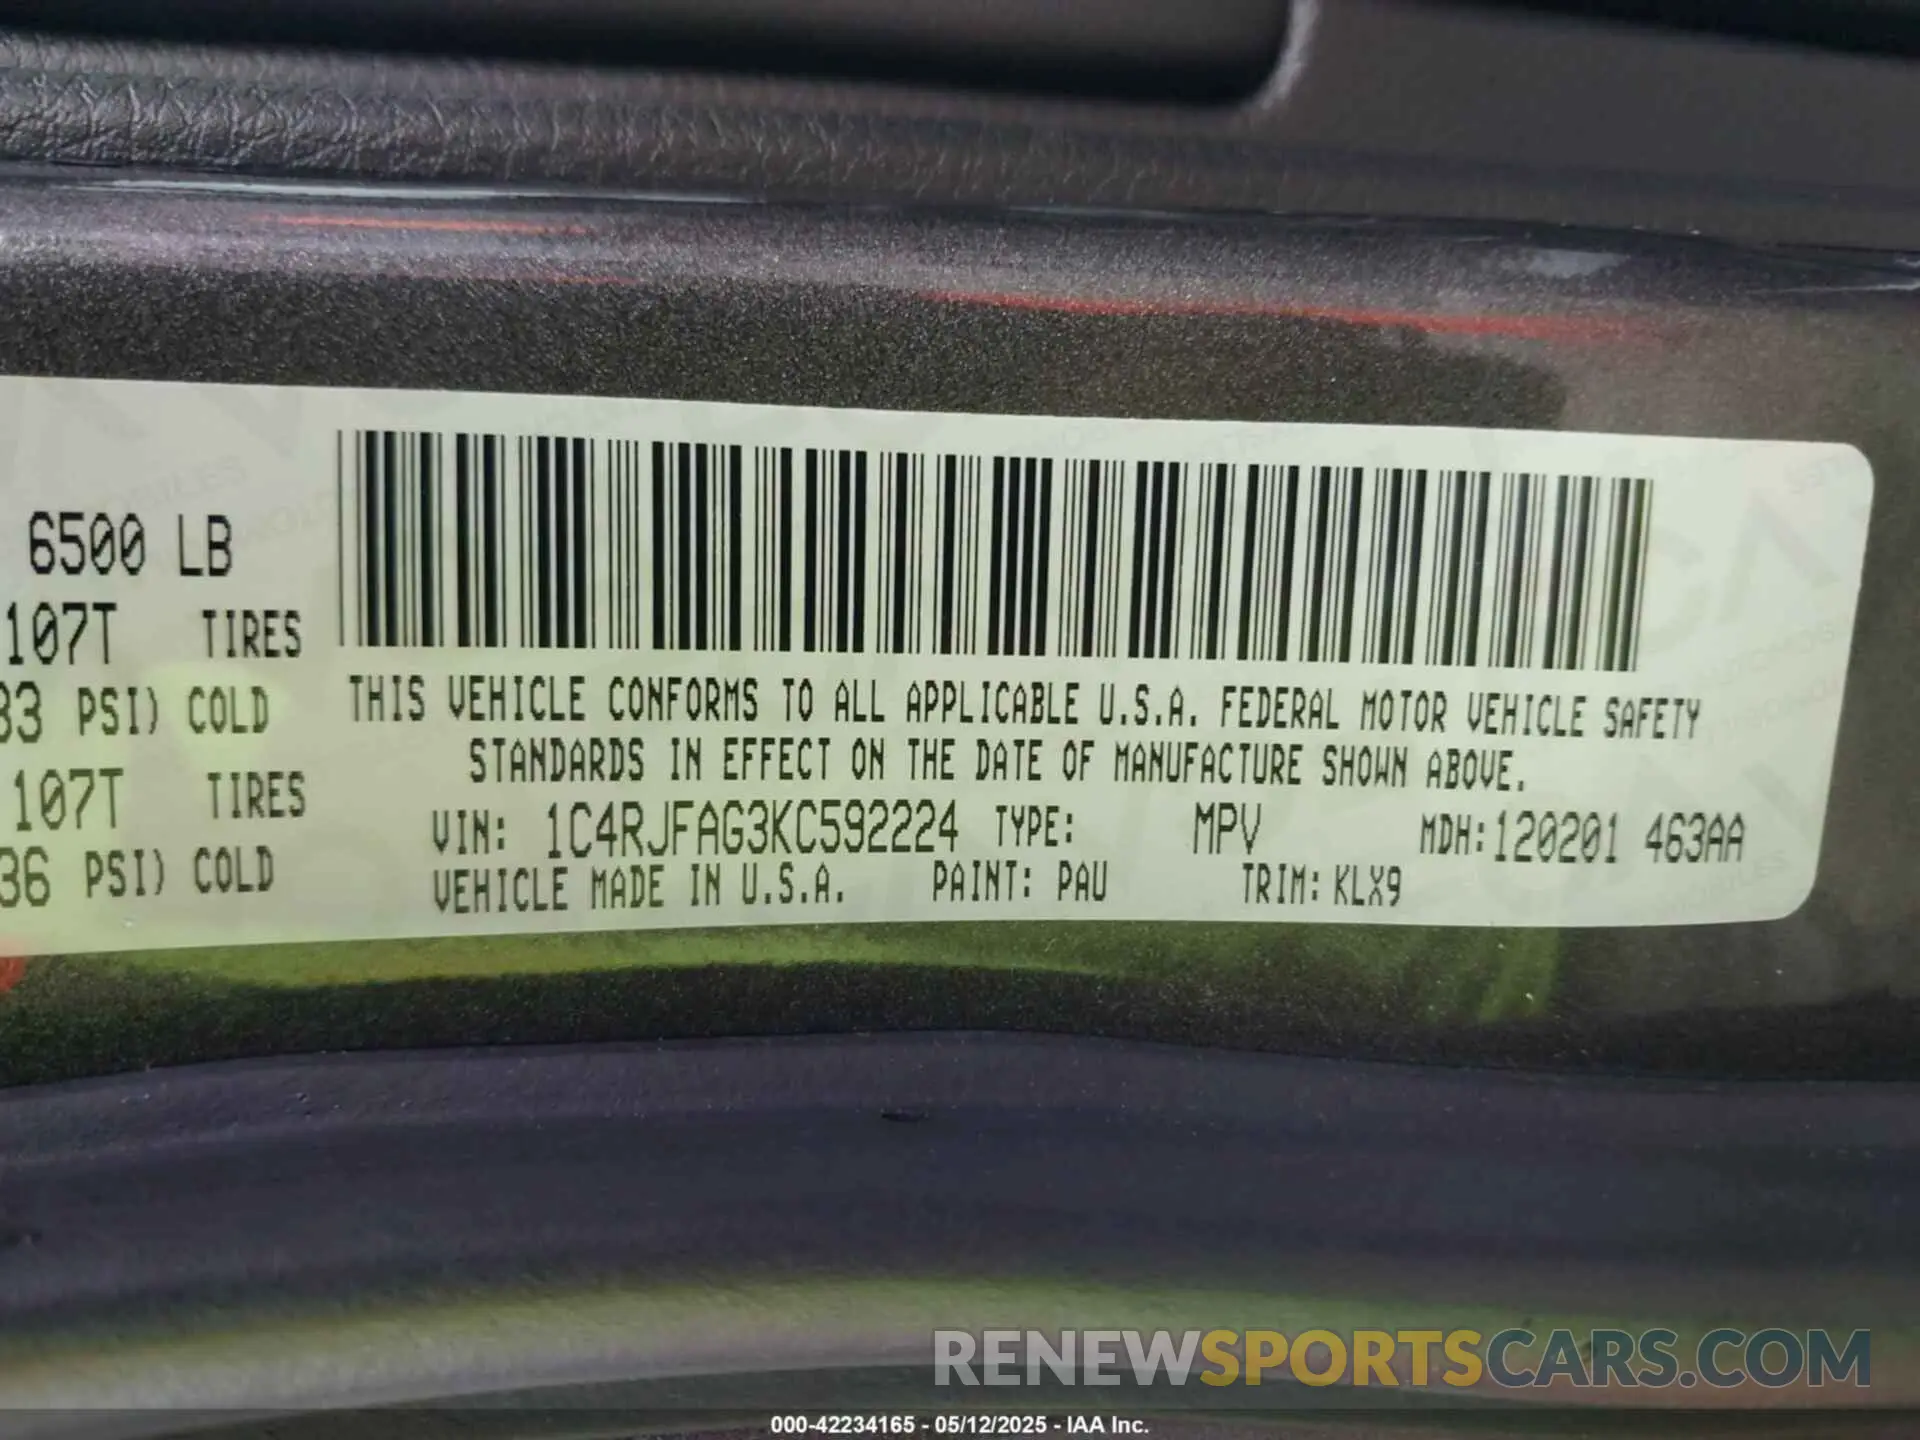 6500 LB
107T TIRES
33 PSI) COLD
107T TIRES
36 PSI) COLD
THIS VEHICLE CONFORMS TO ALL APPLICABLE U.S.A. FEDERAL MOTOR VEHICLE SAFETY
STANDARDS IN EFFECT ON THE DATE OF MANUFACTURE SHOWN ABOVE.
VIN: 1C4RJFAG3KC592224 TYPE: MPV MDH:120201 463AA
VEHICLE MADE IN U.S.A. PAINT: PAU TRIM: KLX9
RENEWSPORTSCARS.COM
000-42234165 - 05/12/2025 - IAA Inc.